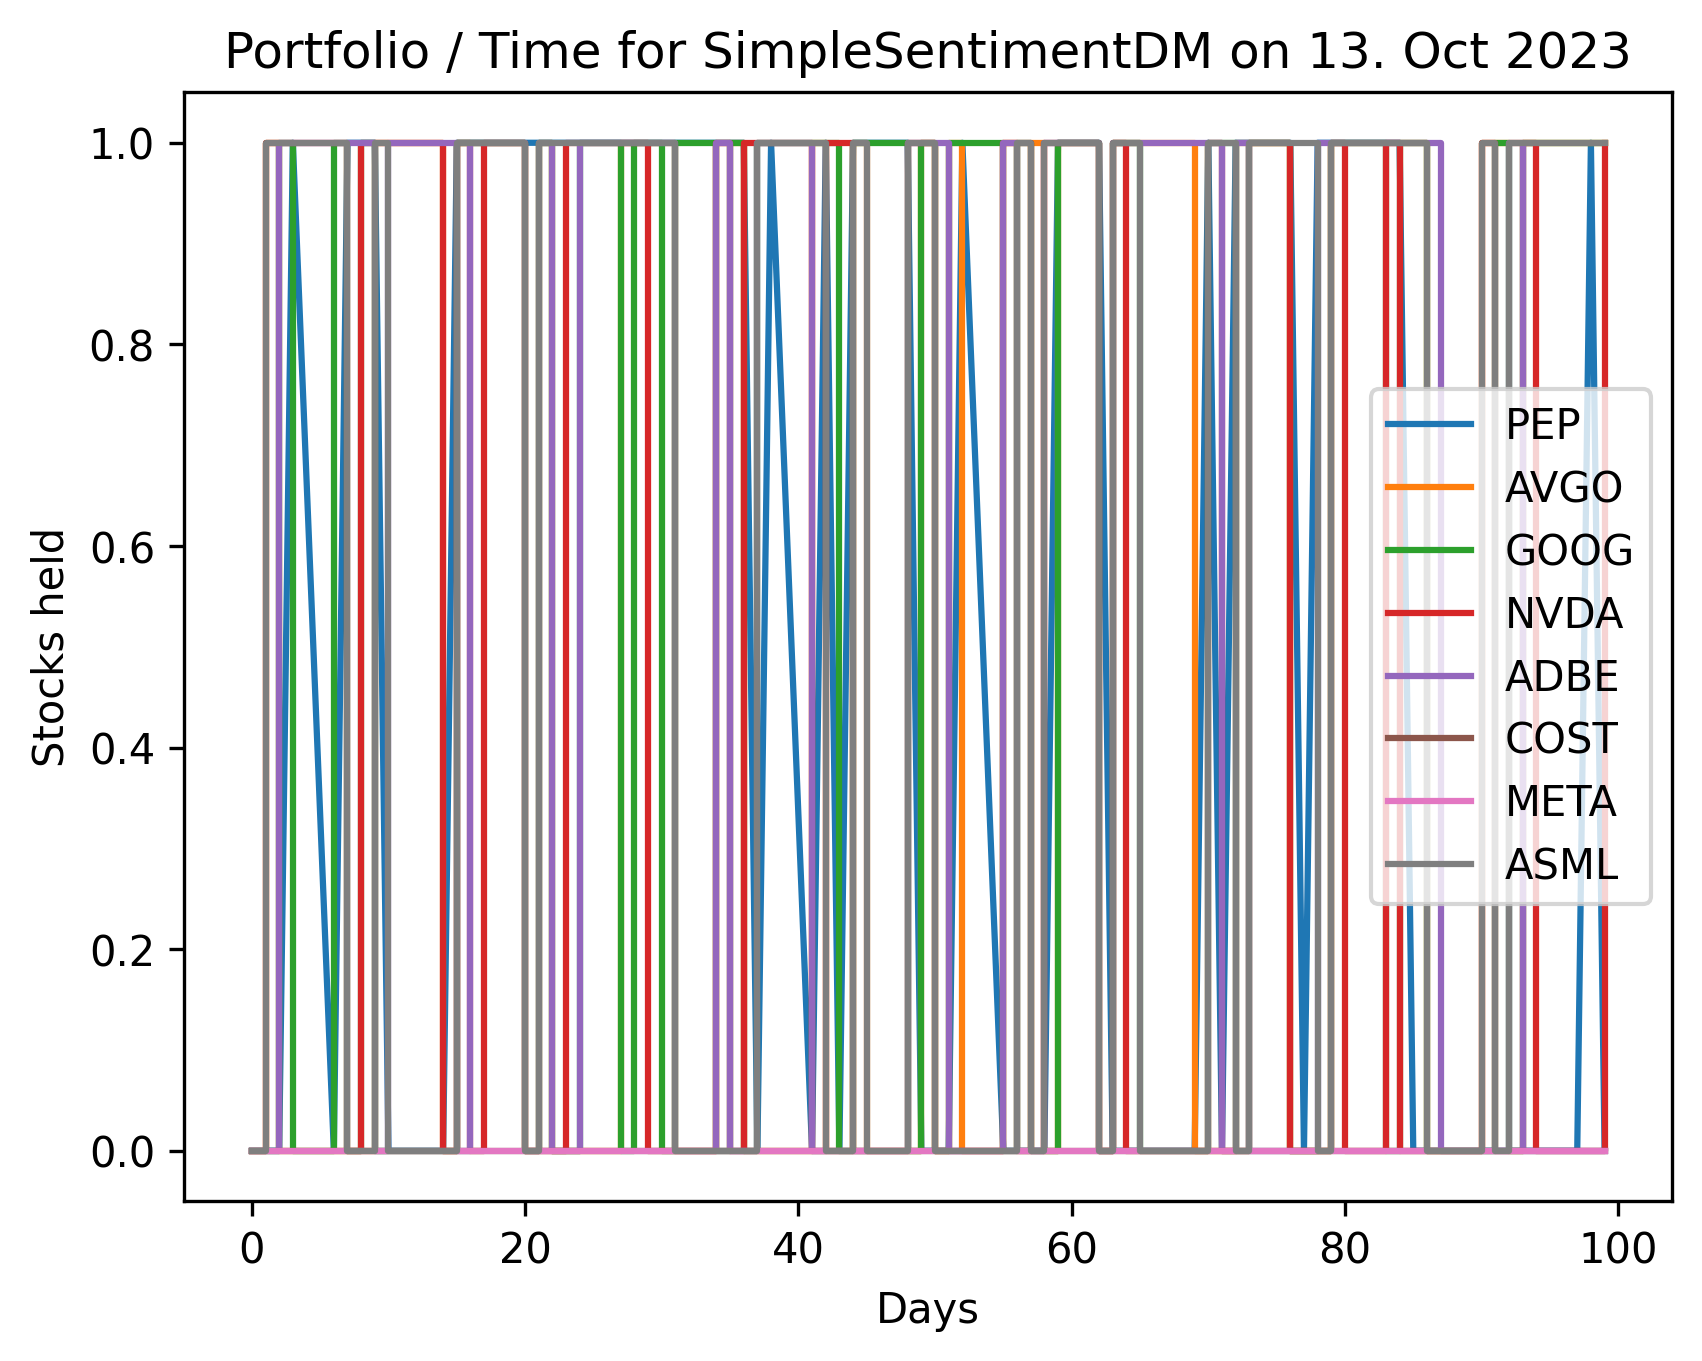 Portfolio / Time for SimpleSentimentDM on 13. Oct 2023
1.0
0.8
0.6
0.4
0.2
0.0
Stocks held
PEP
AVGO
GOOG
NVDA
ADBE
COST
META
ASML
0
20
40
60
80
100
Days